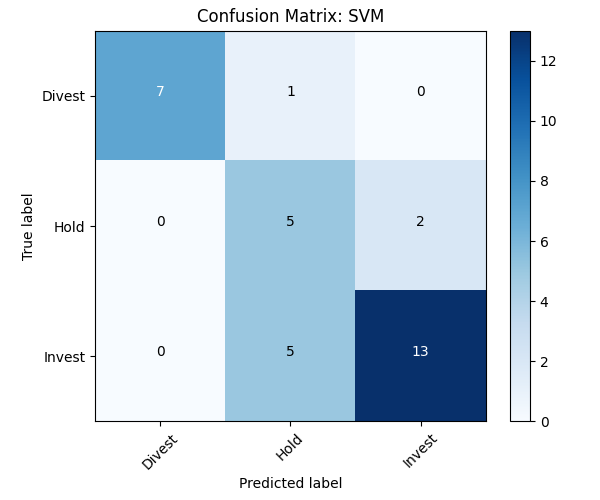 Confusion Matrix: SVM
Divest 7 1 0
Hold 0 5 2
Invest 0 5 13
Divest Hold Invest
Predicted label
True label
12
10
8
6
4
2
0